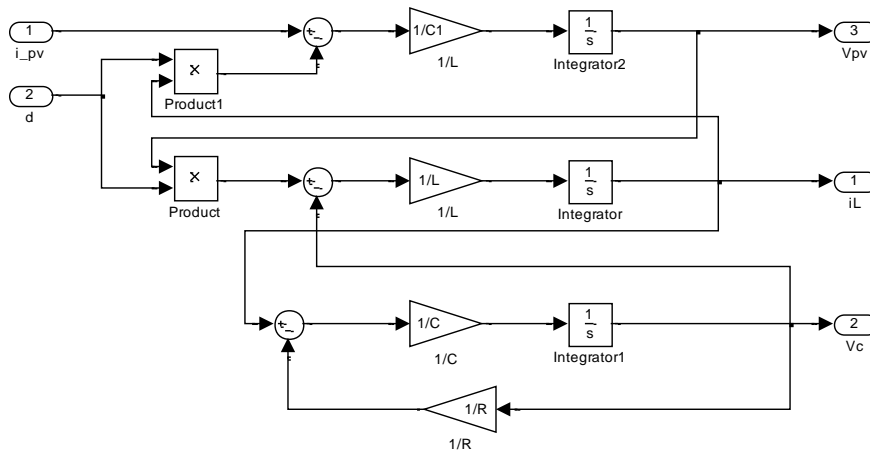 1
i_pv
+
-
1/C1
1/L
1
s
Integrator2
3
Vpv
2
d
x
Product1
x
Product
+
-
1/L
1/L
1
s
Integrator
1
iL
+
-
1/C
1/C
1
s
Integrator1
2
Vc
1/R
1/R